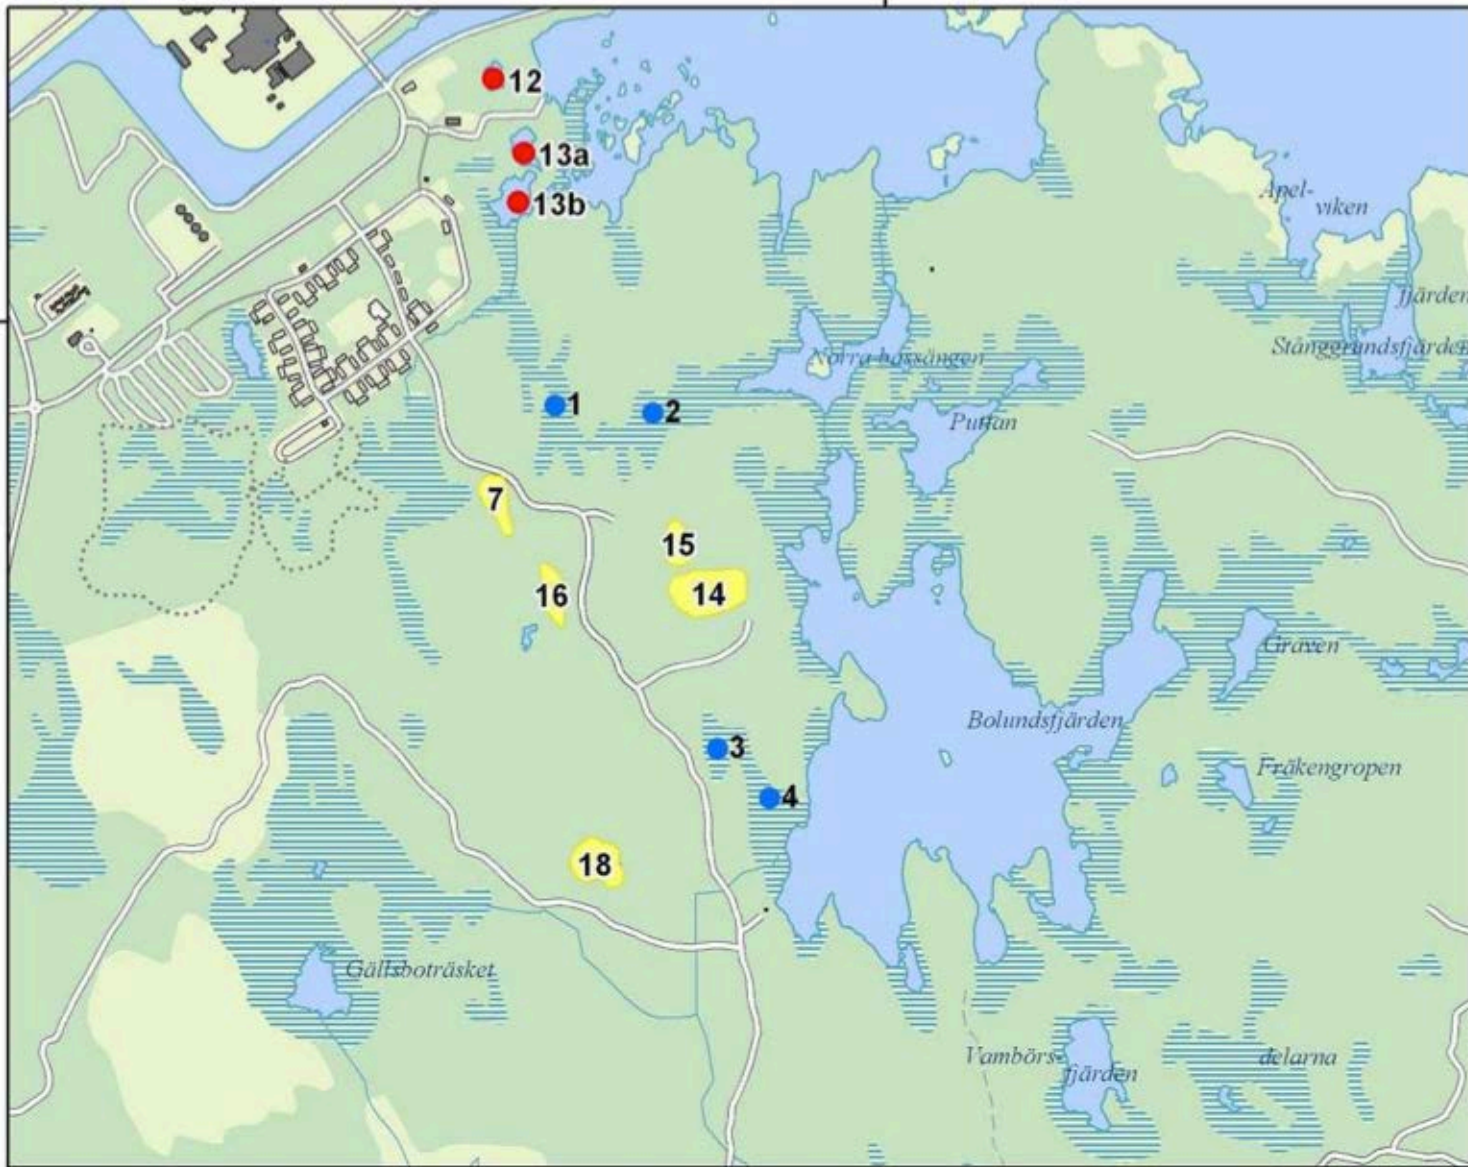 12
13a
13b
Apel-
viken
fjärden
Stånggrundsfjärden
Norra bassängen
1
2
Puttan
7
15
16
14
Graven
Bolundsfjärden
3
Fräkengropen
4
18
Gällsboträsket
Vambörs-
fjärden
delarna